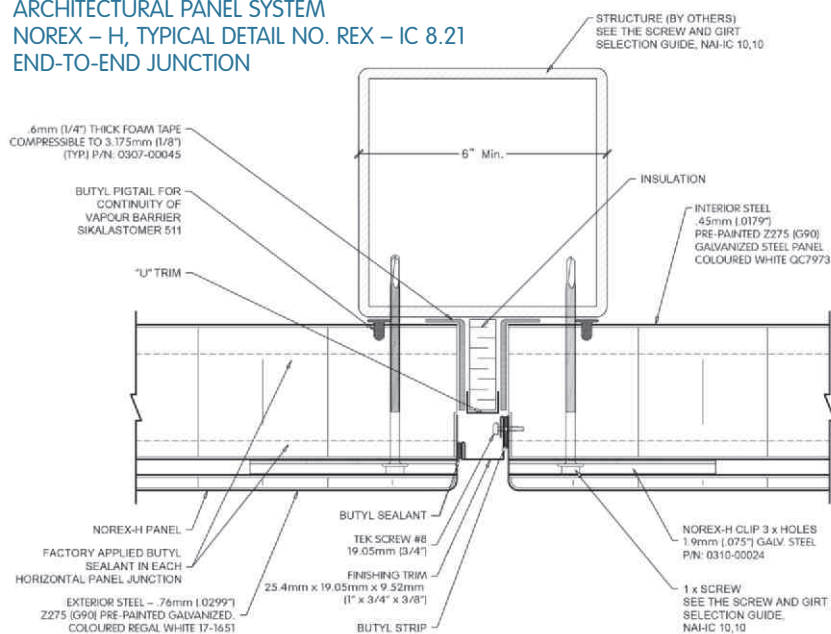 ARCHITECTURAL PANEL SYSTEM
NOREX – H, TYPICAL DETAIL NO. REX – IC 8.21
END-TO-END JUNCTION
STRUCTURE (BY OTHERS)
SEE THE SCREW AND GIRT
SELECTION GUIDE, NAI-IC 10,10
.6mm (1/4") THICK FOAM TAPE
COMPRESSIBLE TO 3.175mm (1/8")
(TYP.) P/N: 0307-00045
6" Min.
BUTYL PIGTAIL FOR
CONTINUITY OF
VAPOUR BARRIER
SIKALASTOMER 511
INSULATION
INTERIOR STEEL
.45mm (.0179")
PRE-PAINTED Z275 (G90)
GALVANIZED STEEL PANEL
COLOURED WHITE QC7973
"U" TRIM
NOREX-H PANEL
FACTORY APPLIED BUTYL
SEALANT IN EACH
HORIZONTAL PANEL JUNCTION
EXTERIOR STEEL – .76mm (.0299")
Z275 (G90) PRE-PAINTED GALVANIZED.
COLOURED REGAL WHITE 17-1651
BUTYL SEALANT
TEK SCREW #8
19.05mm (3/4")
FINISHING TRIM
25.4mm x 19.05mm x 9.52mm
(1" x 3/4" x 3/8")
BUTYL STRIP
NOREX-H CLIP 3 x HOLES
1.9mm (.075") GALV. STEEL
P/N: 0310-00024
1 x SCREW
SEE THE SCREW AND GIRT
SELECTION GUIDE,
NAI-IC 10,10